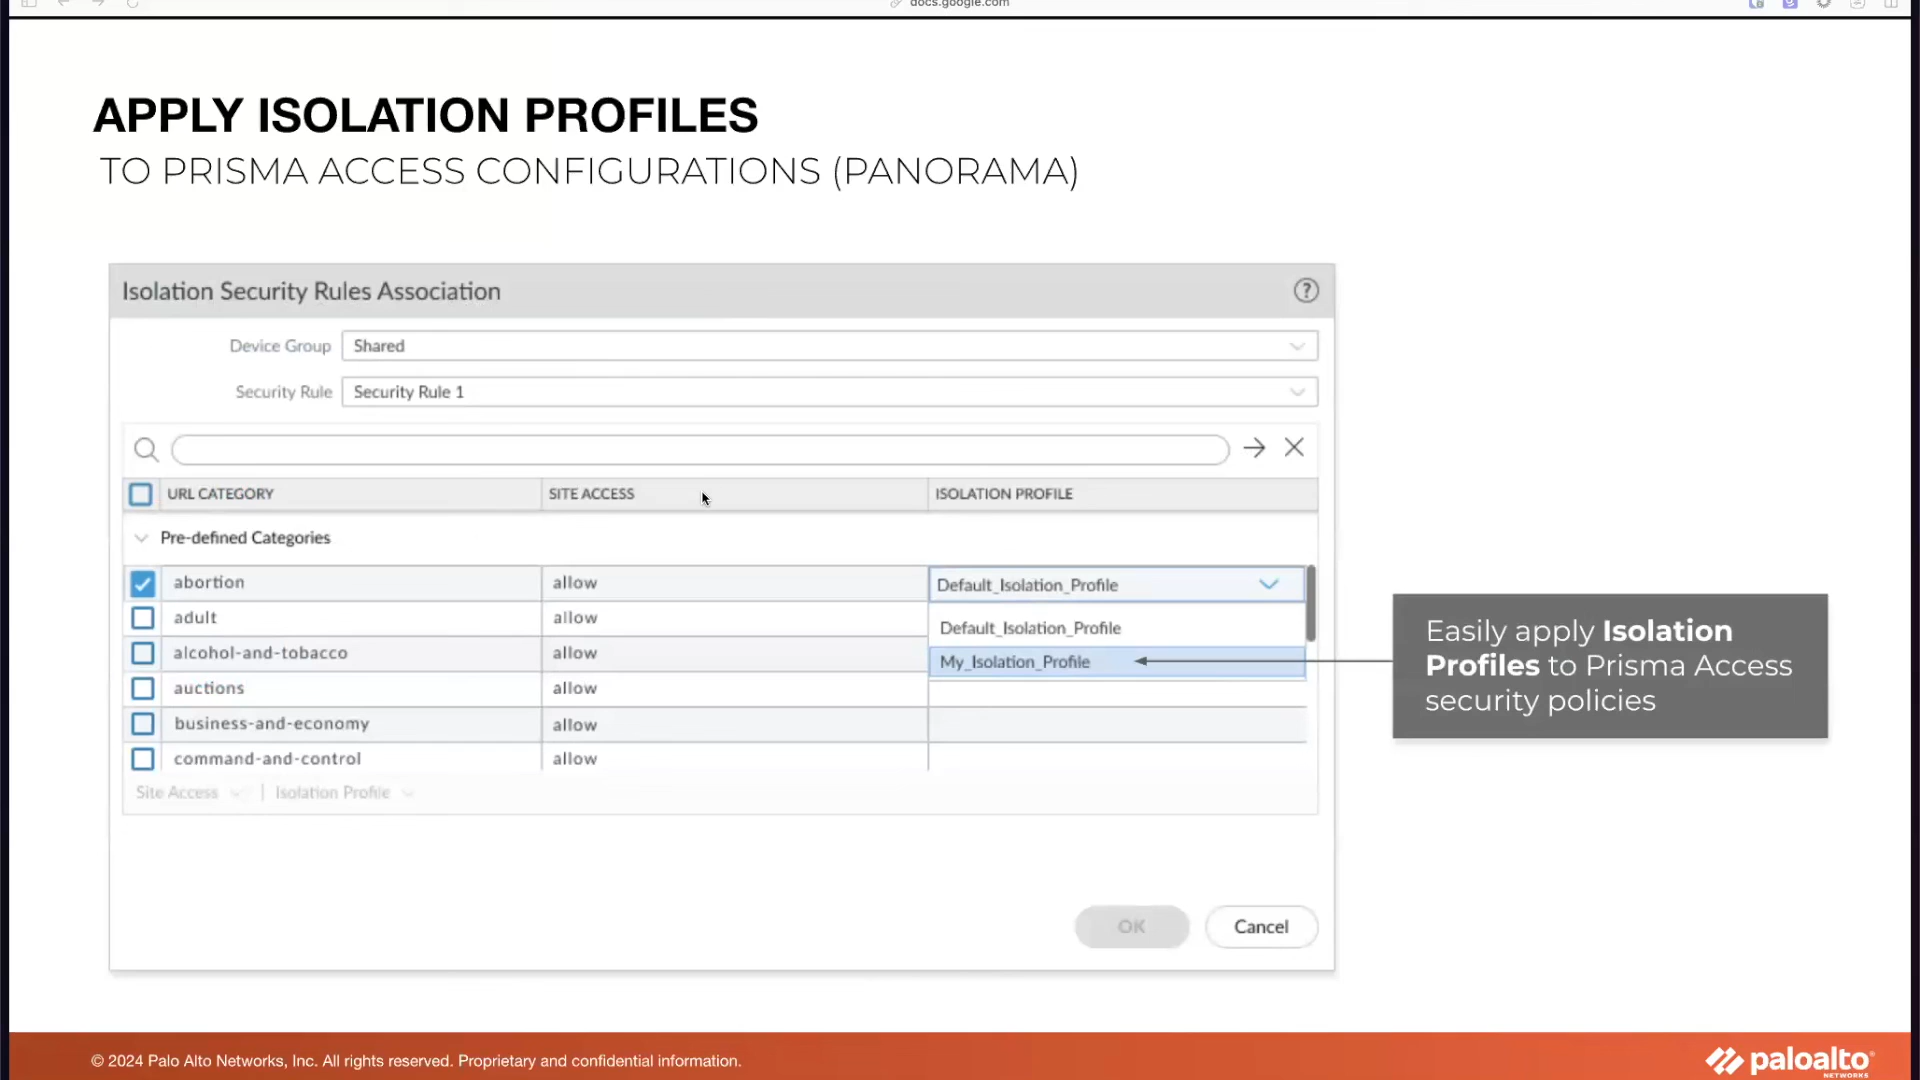 docs.google.com
APPLY ISOLATION PROFILES
TO PRISMA ACCESS CONFIGURATIONS (PANORAMA)
Isolation Security Rules Association
?
Device Group Shared
Security Rule Security Rule 1
URL CATEGORY SITE ACCESS ISOLATION PROFILE
Pre-defined Categories
abortion allow Default_Isolation_Profile
adult allow Default_Isolation_Profile
alcohol-and-tobacco allow My_Isolation_Profile
auctions allow
business-and-economy allow
command-and-control allow
Site Access | Isolation Profile
OK Cancel
Easily apply Isolation
Profiles to Prisma Access
security policies
© 2024 Palo Alto Networks, Inc. All rights reserved. Proprietary and confidential information.
paloalto
NETWORKS